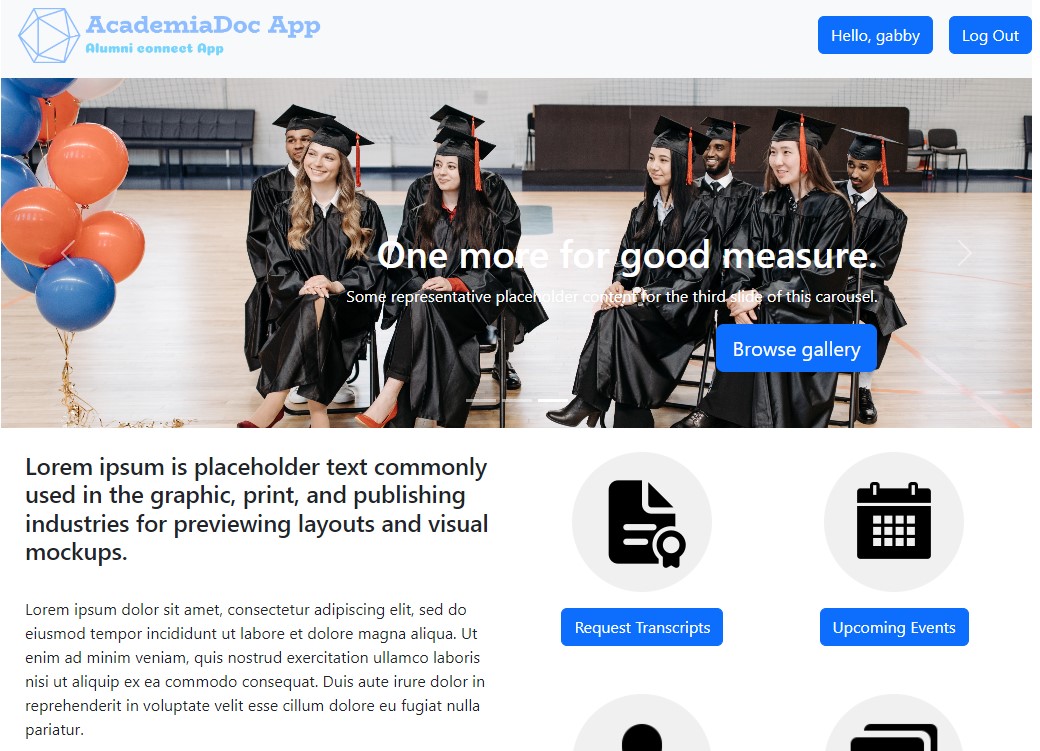 AcademiaDoc App
Alumni connect App
Hello, gabby
Log Out
One more for good measure.
Some representative placeholder content for the third slide of this carousel.
Browse gallery
Lorem ipsum is placeholder text commonly
used in the graphic, print, and publishing
industries for previewing layouts and visual
mockups.
Lorem ipsum dolor sit amet, consectetur adipiscing elit, sed do
eiusmod tempor incididunt ut labore et dolore magna aliqua. Ut
enim ad minim veniam, quis nostrud exercitation ullamco laboris
nisi ut aliquip ex ea commodo consequat. Duis aute irure dolor in
reprehenderit in voluptate velit esse cillum dolore eu fugiat nulla
pariatur.
Request Transcripts
Upcoming Events